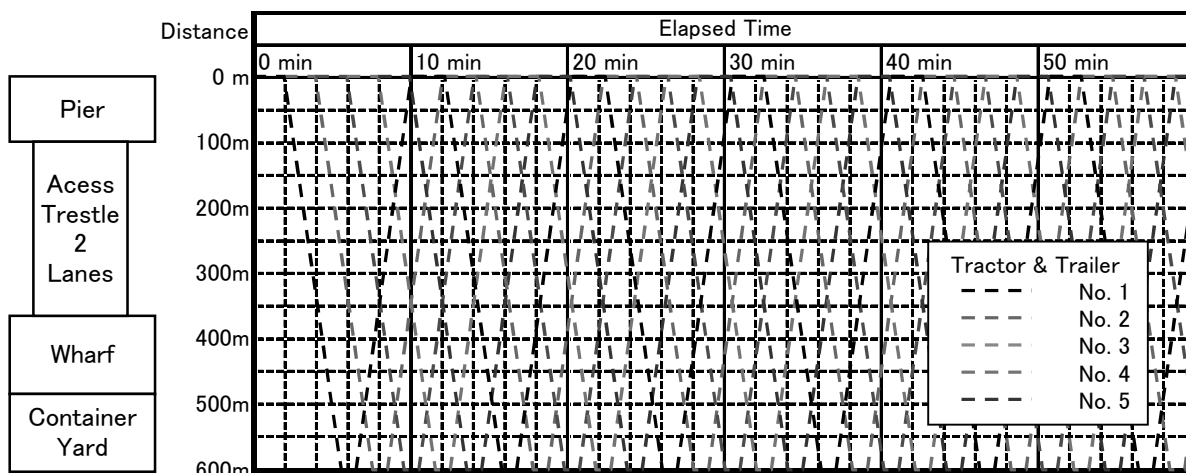 Distance
Elapsed Time
0 min
10 min
20 min
30 min
40 min
50 min
0 m
100m
200m
300m
400m
500m
600m
Pier
Acess
Trestle
2
Lanes
Wharf
Container
Yard
Tractor & Trailer
No. 1
No. 2
No. 3
No. 4
No. 5